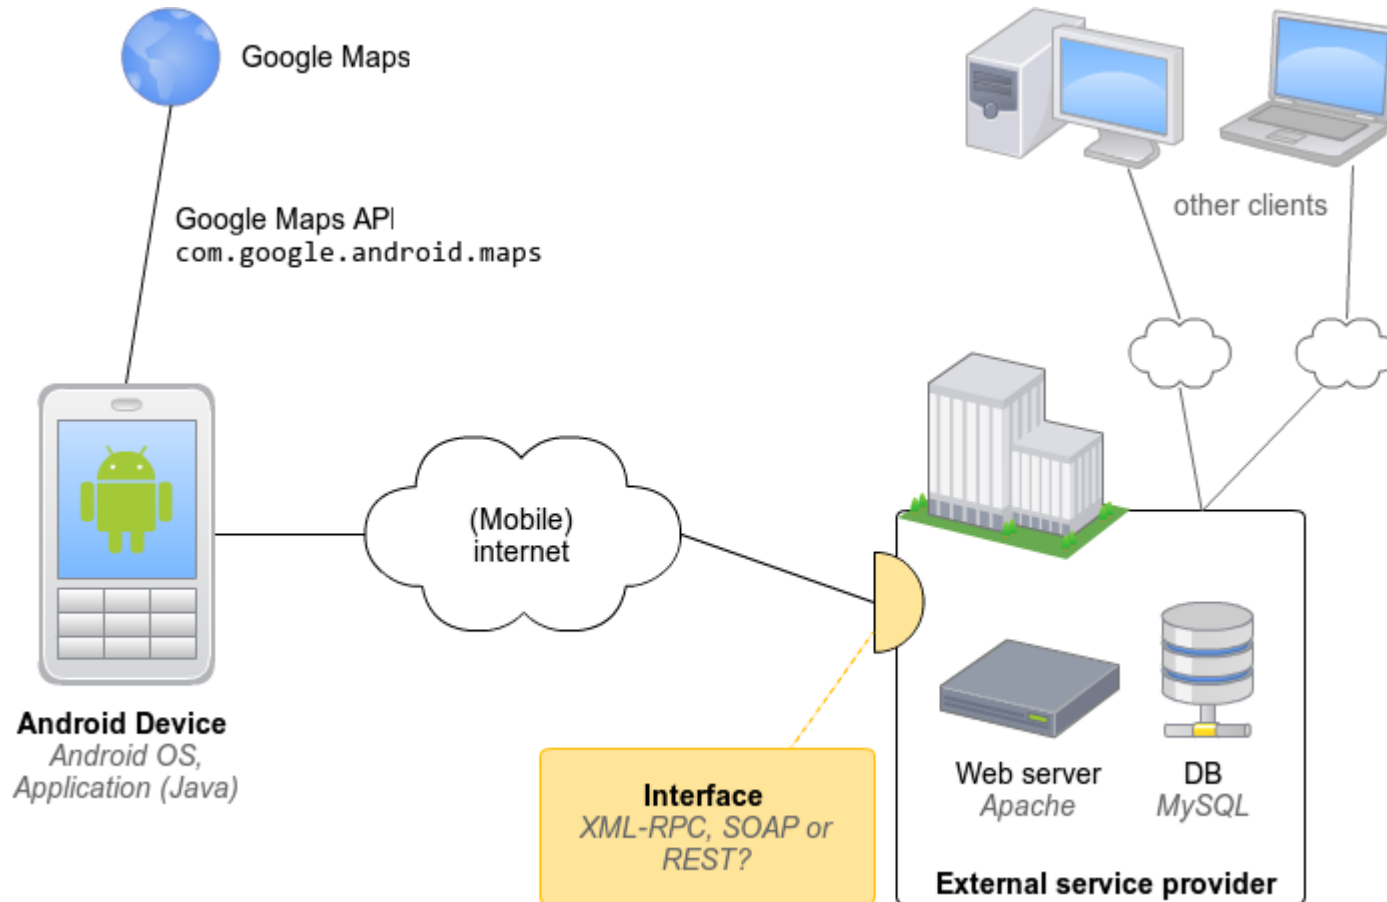 Google Maps
Google Maps API
com.google.android.maps
other clients
(Mobile)
internet
Android Device
Android OS,
Application (Java)
Interface
XML-RPC, SOAP or
REST?
Web server
Apache
DB
MySQL
External service provider